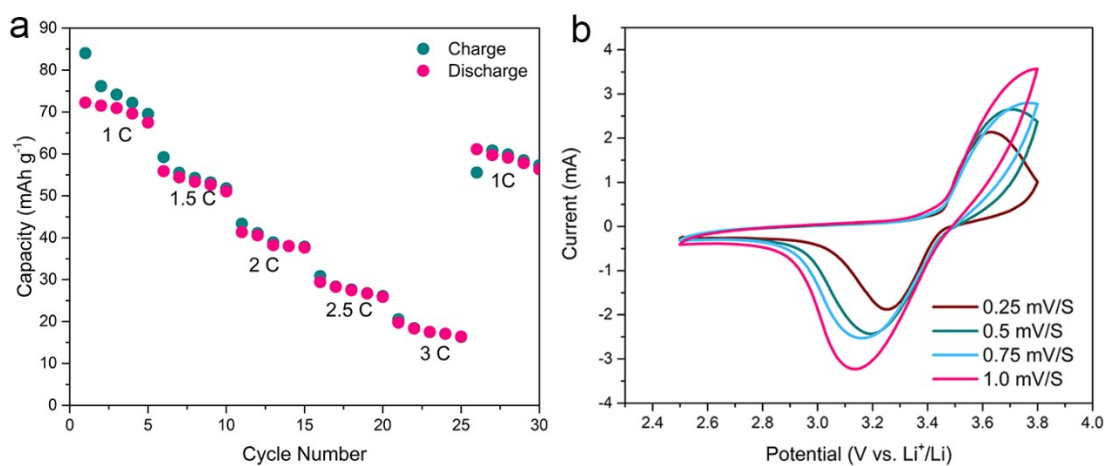 a
90
80
70
60
50
40
30
20
10
0
Capacity (mAh g⁻¹)
0 5 10 15 20 25 30
Cycle Number
Charge
Discharge
1 C
1.5 C
2 C
2.5 C
3 C
1C
b
4
3
2
1
0
-1
-2
-3
-4
Current (mA)
2.4 2.6 2.8 3.0 3.2 3.4 3.6 3.8 4.0
Potential (V vs. Li⁺/Li)
0.25 mV/S
0.5 mV/S
0.75 mV/S
1.0 mV/S